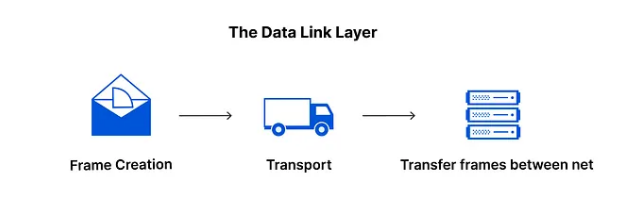 The Data Link Layer
Frame Creation
Transport
Transfer frames between net